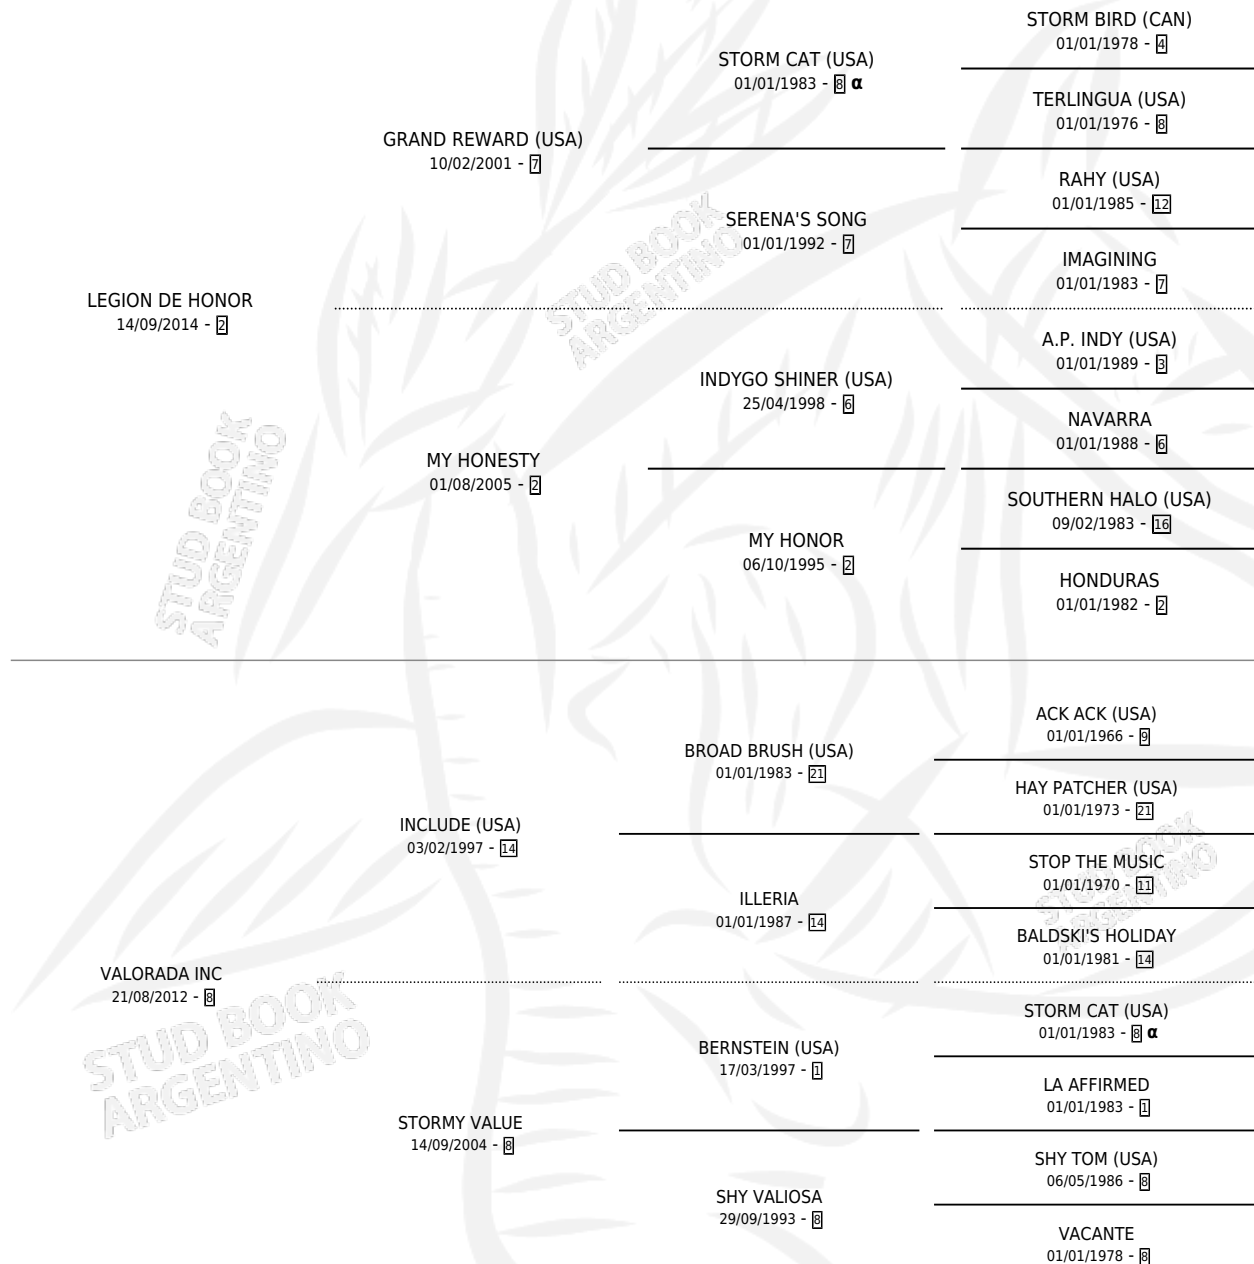 STORM BIRD (CAN)
01/01/1978 - 4
STORM CAT (USA)
01/01/1983 - 8 α
TERLINGUA (USA)
01/01/1976 - 8
GRAND REWARD (USA)
10/02/2001 - 7
RAHY (USA)
01/01/1985 - 12
SERENA'S SONG
01/01/1992 - 7
IMAGINING
01/01/1983 - 7
LEGION DE HONOR
14/09/2014 - 2
A.P. INDY (USA)
01/01/1989 - 3
INDYGO SHINER (USA)
25/04/1998 - 6
NAVARRA
01/01/1988 - 6
MY HONESTY
01/08/2005 - 2
SOUTHERN HALO (USA)
09/02/1983 - 16
MY HONOR
06/10/1995 - 2
HONDURAS
01/01/1982 - 2
ACK ACK (USA)
01/01/1966 - 9
BROAD BRUSH (USA)
01/01/1983 - 21
HAY PATCHER (USA)
01/01/1973 - 21
INCLUDE (USA)
03/02/1997 - 14
STOP THE MUSIC
01/01/1970 - 11
ILLERIA
01/01/1987 - 14
BALDSKI'S HOLIDAY
01/01/1981 - 14
VALORADA INC
21/08/2012 - 8
STORM CAT (USA)
01/01/1983 - 8 α
BERNSTEIN (USA)
17/03/1997 - 1
LA AFFIRMED
01/01/1983 - 1
STORMY VALUE
14/09/2004 - 8
SHY TOM (USA)
06/05/1986 - 8
SHY VALIOSA
29/09/1993 - 8
VACANTE
01/01/1978 - 8
STUD BOOK
ARGENTINO
STUD BOOK
ARGENTINO
STUD BOOK
ARGENTINO
STUD BOOK
ARGENTINO